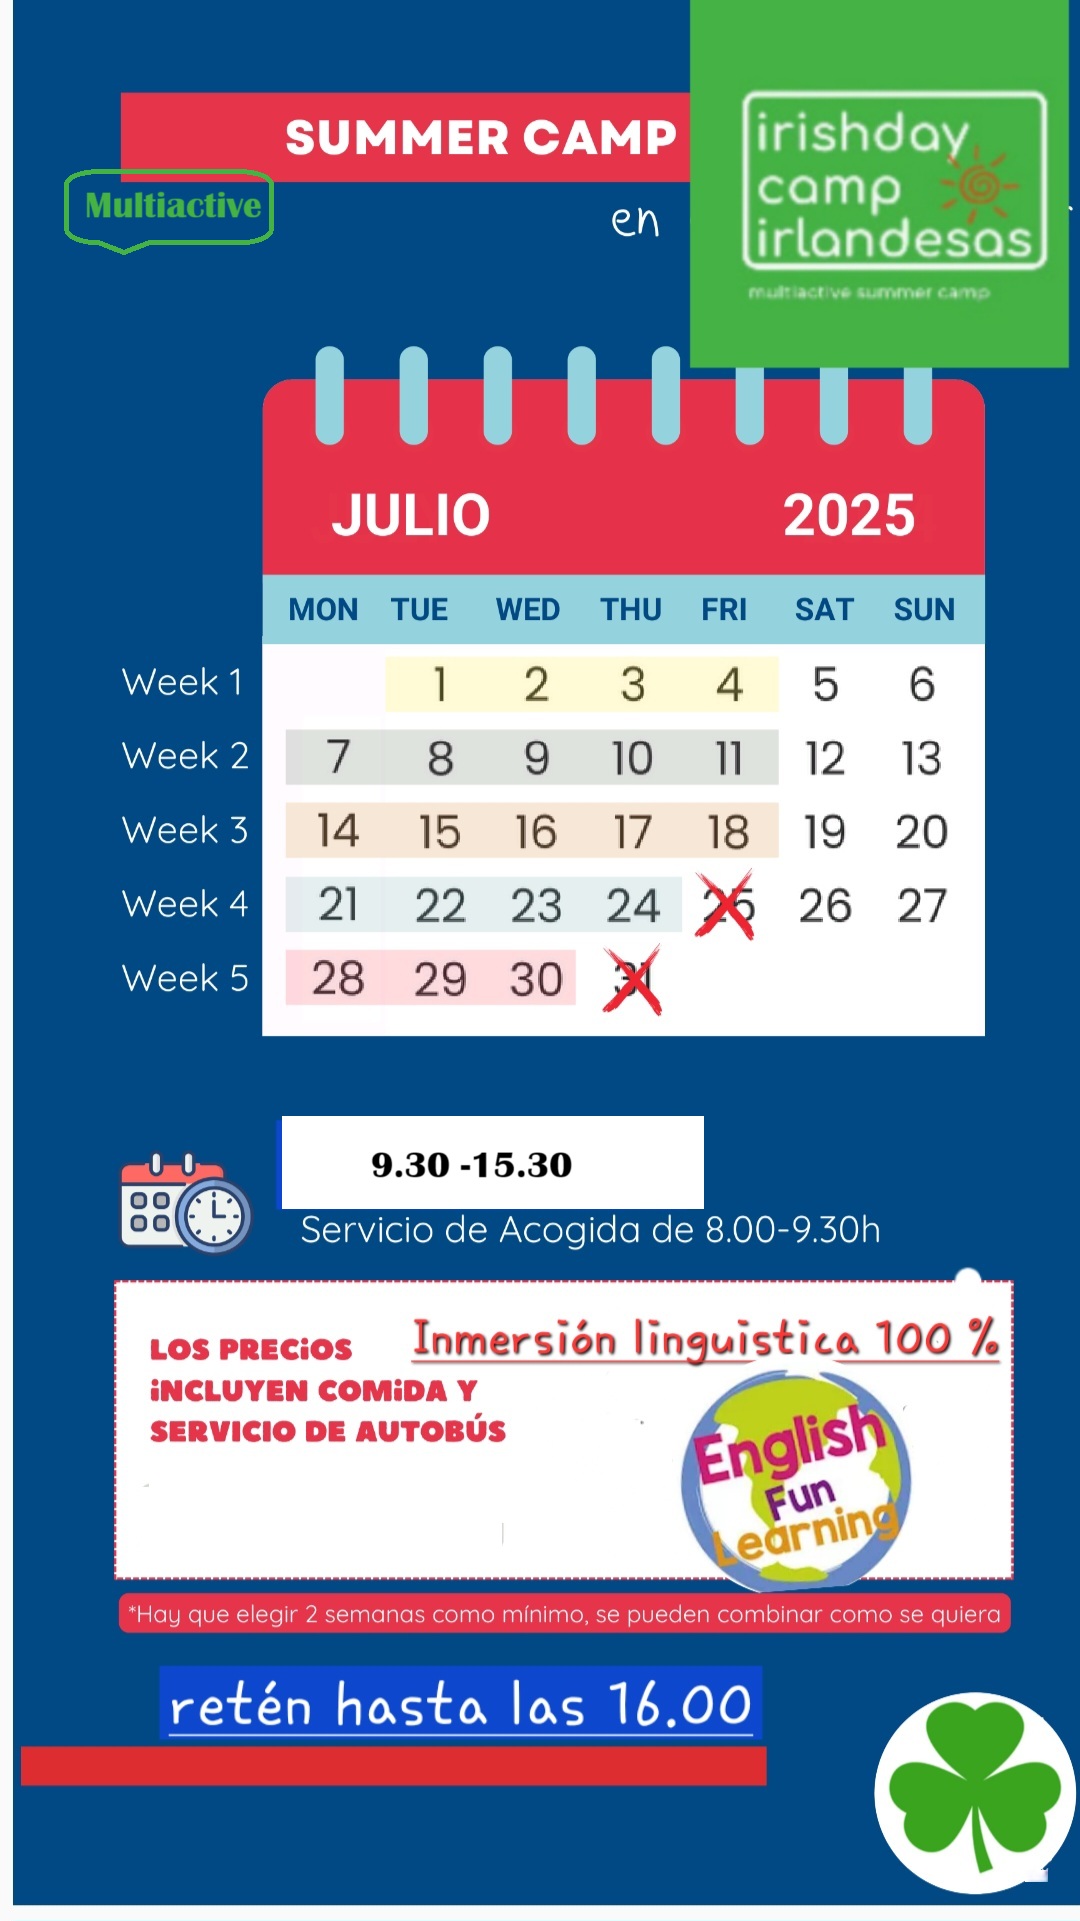 SUMMER CAMP
Multiactive
en
irishday
camp
irlandesas
multiactive summer camp
JULIO 2025
MON TUE WED THU FRI SAT SUN
Week 1 1 2 3 4 5 6
Week 2 7 8 9 10 11 12 13
Week 3 14 15 16 17 18 19 20
Week 4 21 22 23 24 25 26 27
Week 5 28 29 30 31
9.30 -15.30
Servicio de Acogida de 8.00-9.30h
Inmersión linguistica 100 %
LOS PRECiOS
iNCLUYEN COMiDA Y
SERVICIO DE AUTOBÚS
English
Fun
Learning
*Hay que elegir 2 semanas como mínimo, se pueden combinar como se quiera
retén hasta las 16.00